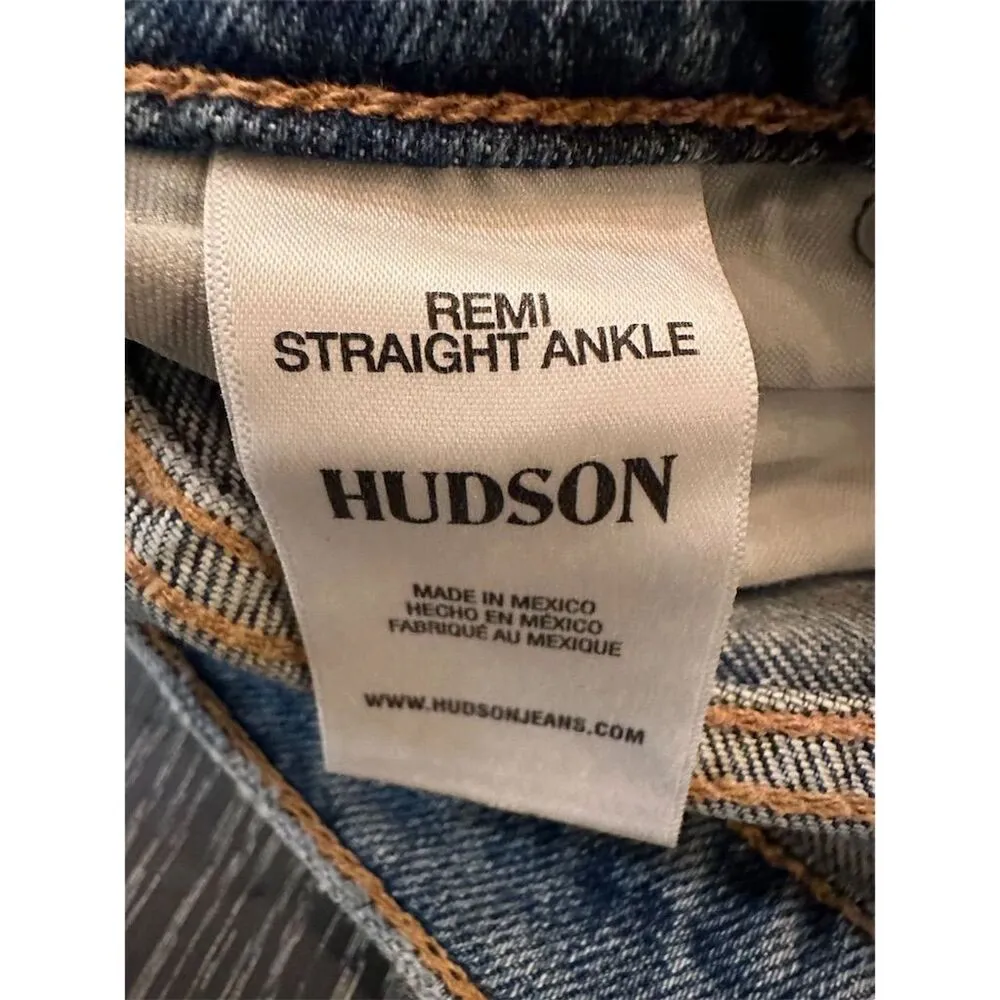 REMI
STRAIGHT ANKLE
HUDSON
MADE IN MEXICO
HECHO EN MÉXICO
FABRIQUÉ AU MEXIQUE
WWW.HUDSONJEANS.COM